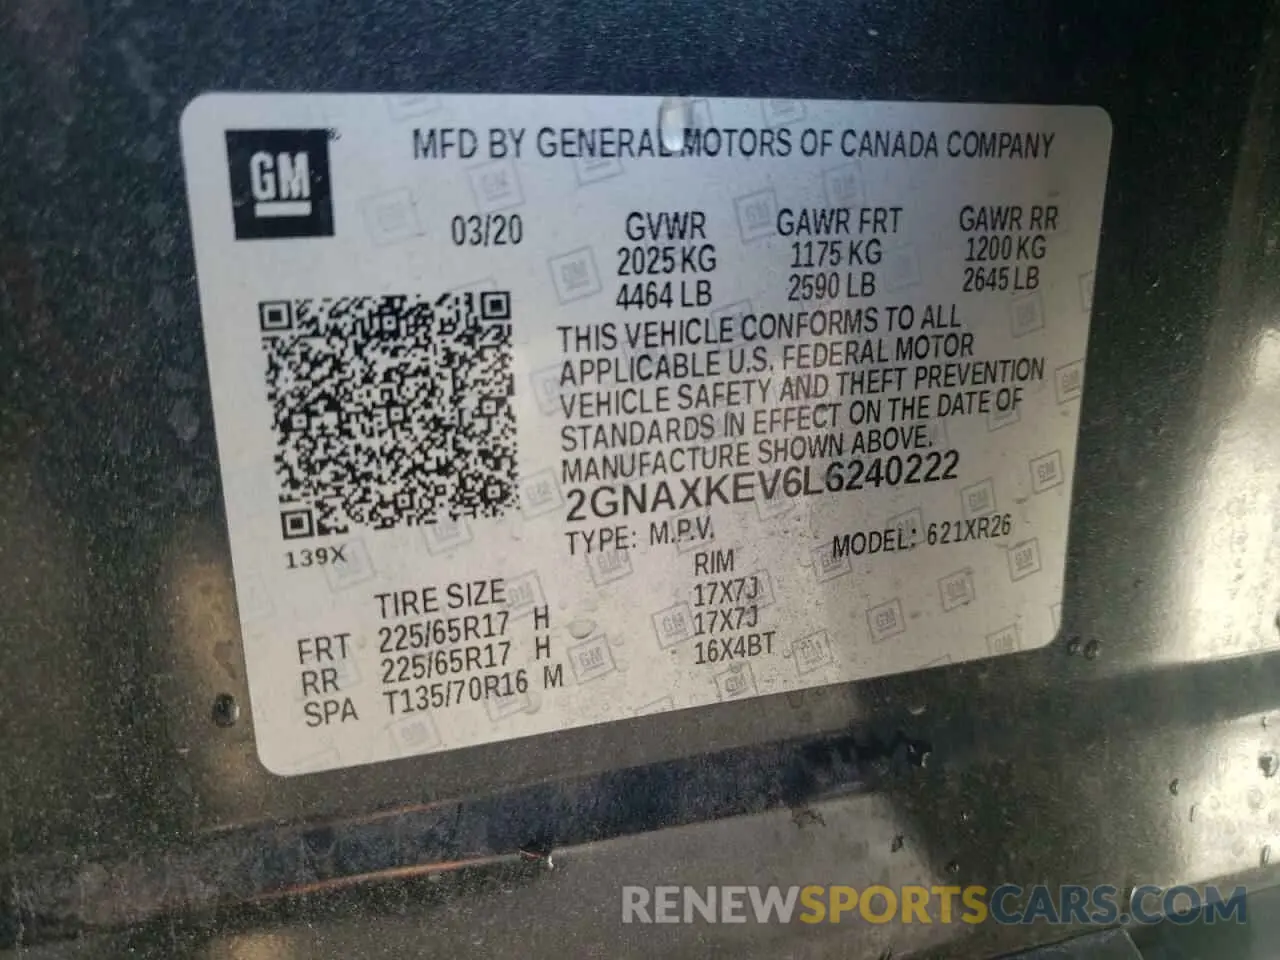 GM
MFD BY GENERAL MOTORS OF CANADA COMPANY
03/20
GVWR GAWR FRT GAWR RR
2025 KG 1175 KG 1200 KG
4464 LB 2590 LB 2645 LB
THIS VEHICLE CONFORMS TO ALL
APPLICABLE U.S. FEDERAL MOTOR
VEHICLE SAFETY AND THEFT PREVENTION
STANDARDS IN EFFECT ON THE DATE OF
MANUFACTURE SHOWN ABOVE.
2GNAXKEV6L6240222
TYPE: M.P.V. MODEL: 621XR26
139X
TIRE SIZE RIM
FRT 225/65R17 H 17X7J
RR 225/65R17 H 17X7J
SPA T135/70R16 M 16X4BT
RENEWSPORTSCARS.COM